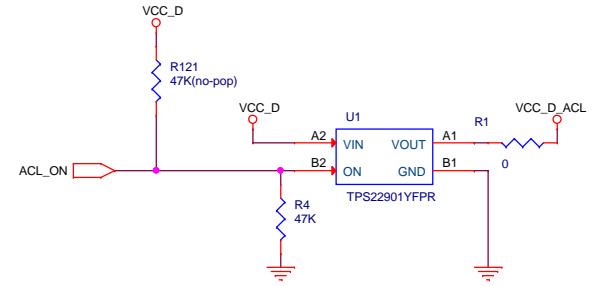 VCC_D
R121
47K(no-pop)
VCC_D
U1
R1
VCC_D_ACL
A2
VIN
VOUT
A1
ACL_ON
B2
ON
GND
B1
0
TPS22901YFPR
R4
47K